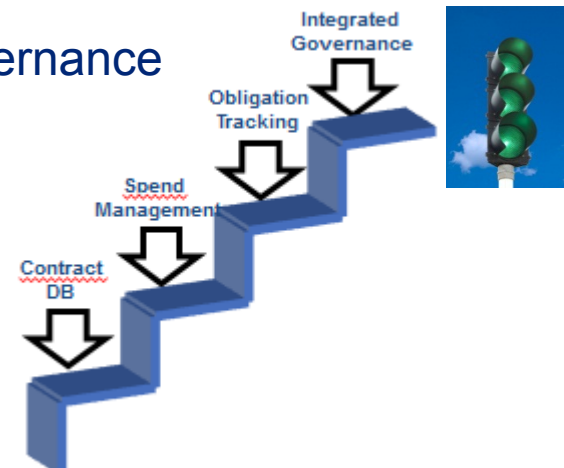 ernance
Integrated
Governance
Obligation
Tracking
Spend
Management
Contract
DB